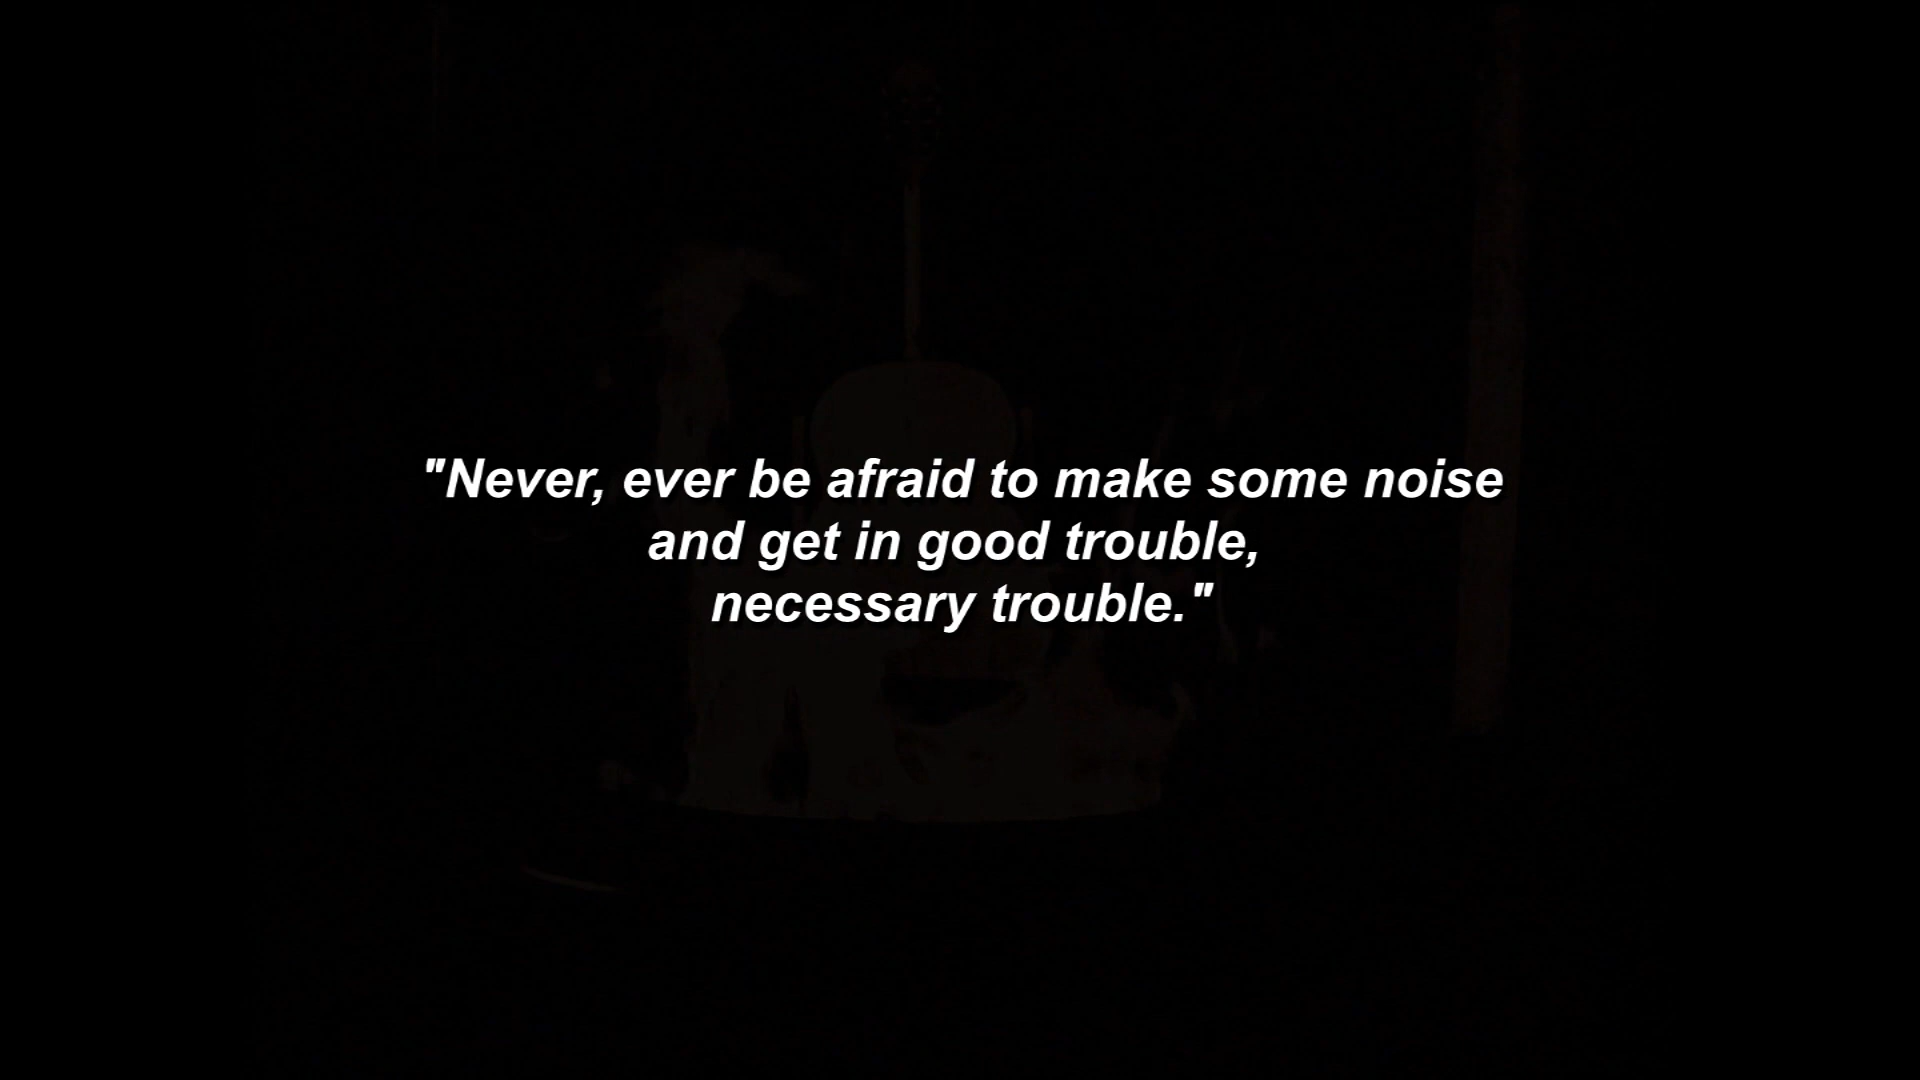 "Never, ever be afraid to make some noise
and get in good trouble,
necessary trouble."